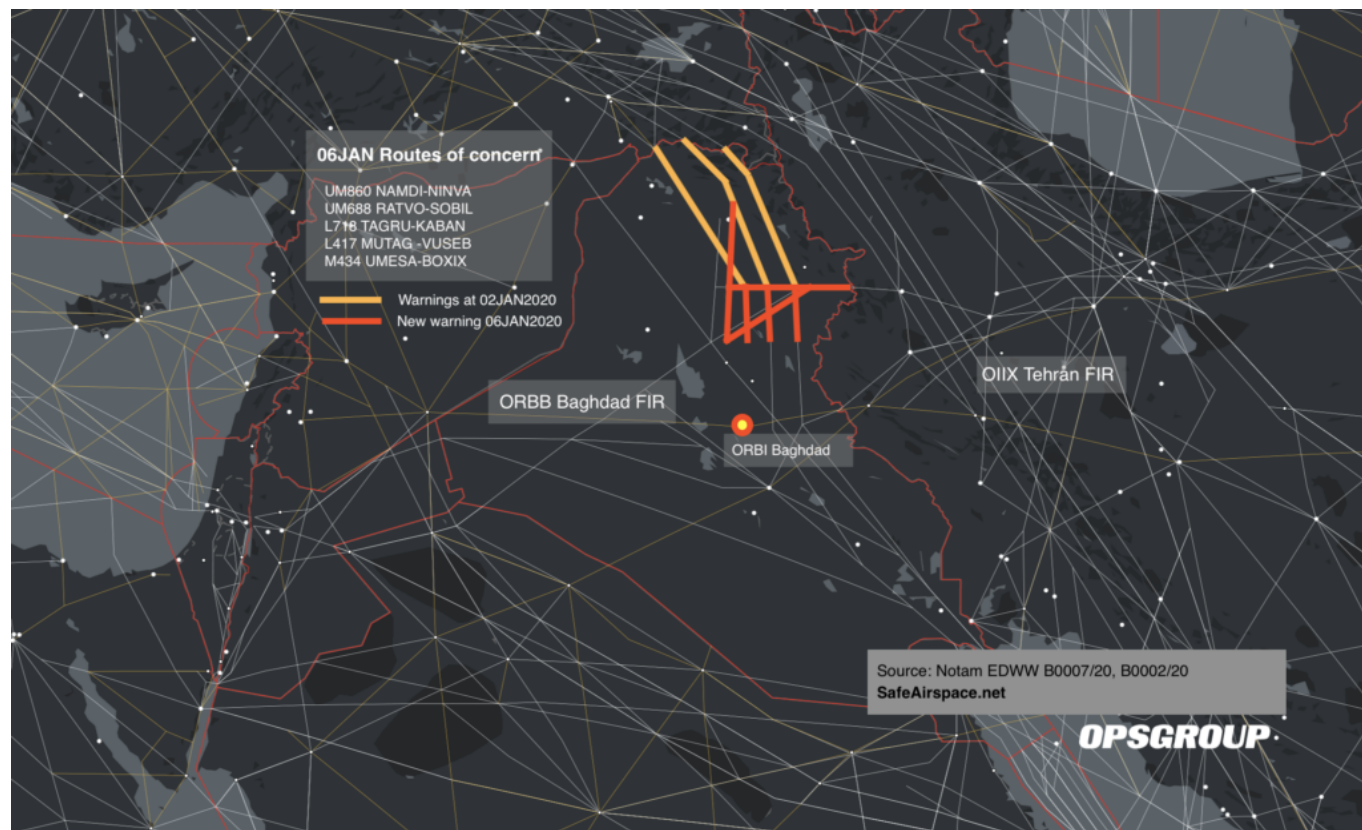 06JAN Routes of concern
UM860 NAMDI-NINVA
UM688 RATVO-SOBIL
L718 TAGRU-KABAN
L417 MUTAG -VUSEB
M434 UMESA-BOXIX
Warnings at 02JAN2020
New warning 06JAN2020
OIIX Tehran FIR
ORBB Baghdad FIR
ORBI Baghdad
Source: Notam EDWW B0007/20, B0002/20
SafeAirspace.net
OPSGROUP